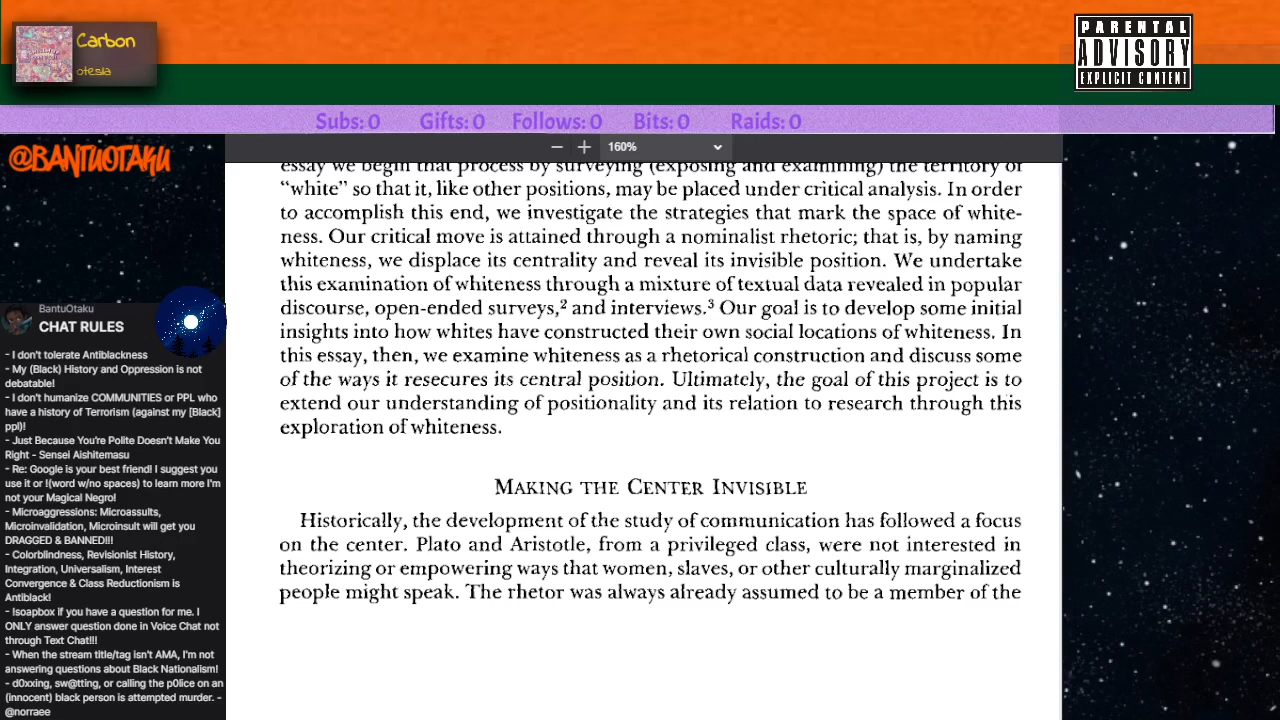 Carbon
otesla
PARENTAL
ADVISORY
EXPLICIT CONTENT
Subs: 0 Gifts: 0 Follows: 0 Bits: 0 Raids: 0
@BANTUOTAKU
160%
essay we begin that process by surveying (exposing and examining) the territory of
“white” so that it, like other positions, may be placed under critical analysis. In order
to accomplish this end, we investigate the strategies that mark the space of white-
ness. Our critical move is attained through a nominalist rhetoric; that is, by naming
whiteness, we displace its centrality and reveal its invisible position. We undertake
this examination of whiteness through a mixture of textual data revealed in popular
discourse, open-ended surveys,² and interviews.³ Our goal is to develop some initial
insights into how whites have constructed their own social locations of whiteness. In
this essay, then, we examine whiteness as a rhetorical construction and discuss some
of the ways it resecures its central position. Ultimately, the goal of this project is to
extend our understanding of positionality and its relation to research through this
exploration of whiteness.
MAKING THE CENTER INVISIBLE
Historically, the development of the study of communication has followed a focus
on the center. Plato and Aristotle, from a privileged class, were not interested in
theorizing or empowering ways that women, slaves, or other culturally marginalized
people might speak. The rhetor was always already assumed to be a member of the
BantuOtaku
CHAT RULES
- I don't tolerate Antiblackness
- My (Black) History and Oppression is not
debatable!
- I don't humanize COMMUNITIES or PPL who
have a history of Terrorism (against my [Black]
ppl)!
- Just Because You're Polite Doesn't Make You
Right - Sensei Aishitemasu
- Re: Google is your best friend! I suggest you
use it or !(word w/no spaces) to learn more I'm
not your Magical Negro!
- Microaggressions: Microassults,
Microinvalidation, Microinsult will get you
DRAGGED & BANNED!!!
- Colorblindness, Revisionist History,
Integration, Universalism, Interest
Convergence & Class Reductionism is
Antiblack!
- !soapbox if you have a question for me. I
ONLY answer question done in Voice Chat not
through Text Chat!!!
- When the stream title/tag isn't AMA, I'm not
answering questions about Black Nationalism!
- d0xxing, sw@tting, or calling the p0lice on an
(innocent) black person is attempted murder. -
@norraee